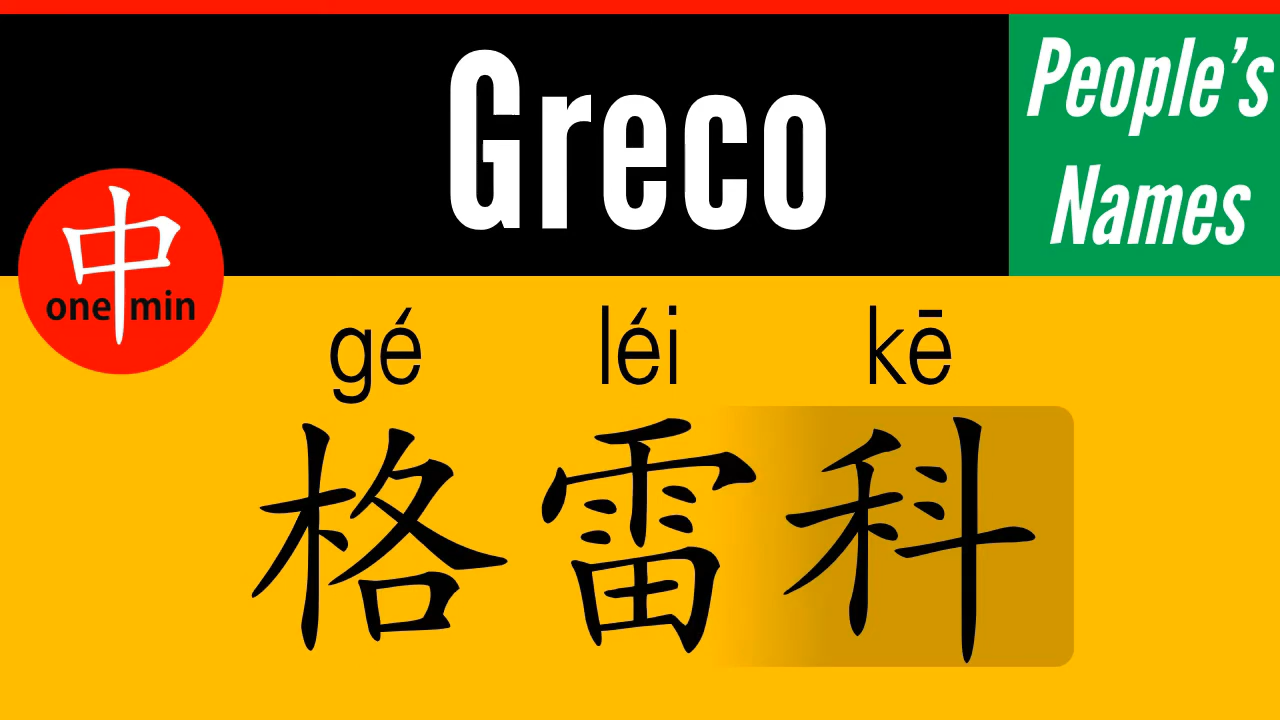 Greco
People's
Names
中
one min
gé léi kē
格雷科